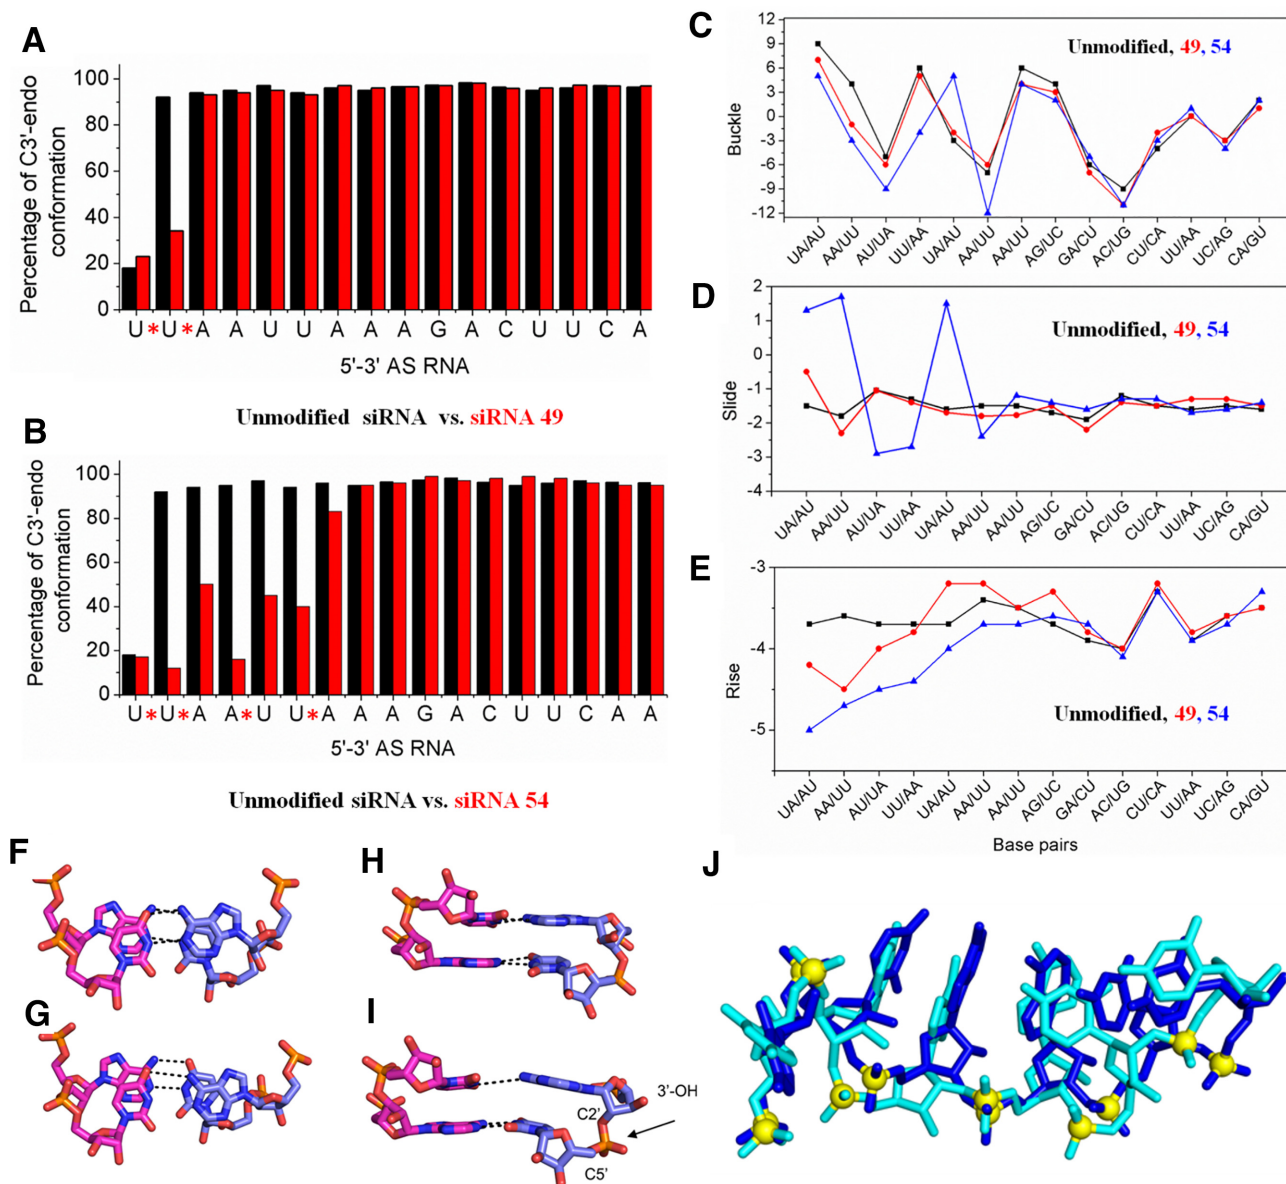 A
Percentage of C3'-endo
conformation
100
80
60
40
20
0
U*U*A A U U A A A G A C U U C A
5'-3' AS RNA
Unmodified siRNA vs. siRNA 49
B
Percentage of C3'-endo
conformation
100
80
60
40
20
0
U*U*A A*U U*A A A G A C U U C A A
5'-3' AS RNA
Unmodified siRNA vs. siRNA 54
C
Buckle
12
9
6
3
0
-3
-6
-9
-12
Unmodified, 49, 54
UA/AU AA/UU AU/UA UU/AA UA/AU AA/UU AA/UU AG/UC GA/CU AC/UG CU/CA UU/AA UC/AG CA/GU
D
Slide
2
1
0
-1
-2
-3
-4
Unmodified, 49, 54
UA/AU AA/UU AU/UA UU/AA UA/AU AA/UU AA/UU AG/UC GA/CU AC/UG CU/CA UU/AA UC/AG CA/GU
E
Rise
-3
-4
-5
Unmodified, 49, 54
UA/AU AA/UU AU/UA UU/AA UA/AU AA/UU AA/UU AG/UC GA/CU AC/UG CU/CA UU/AA UC/AG CA/GU
Base pairs
F
G
H
I
C2'
3'-OH
C5'
J